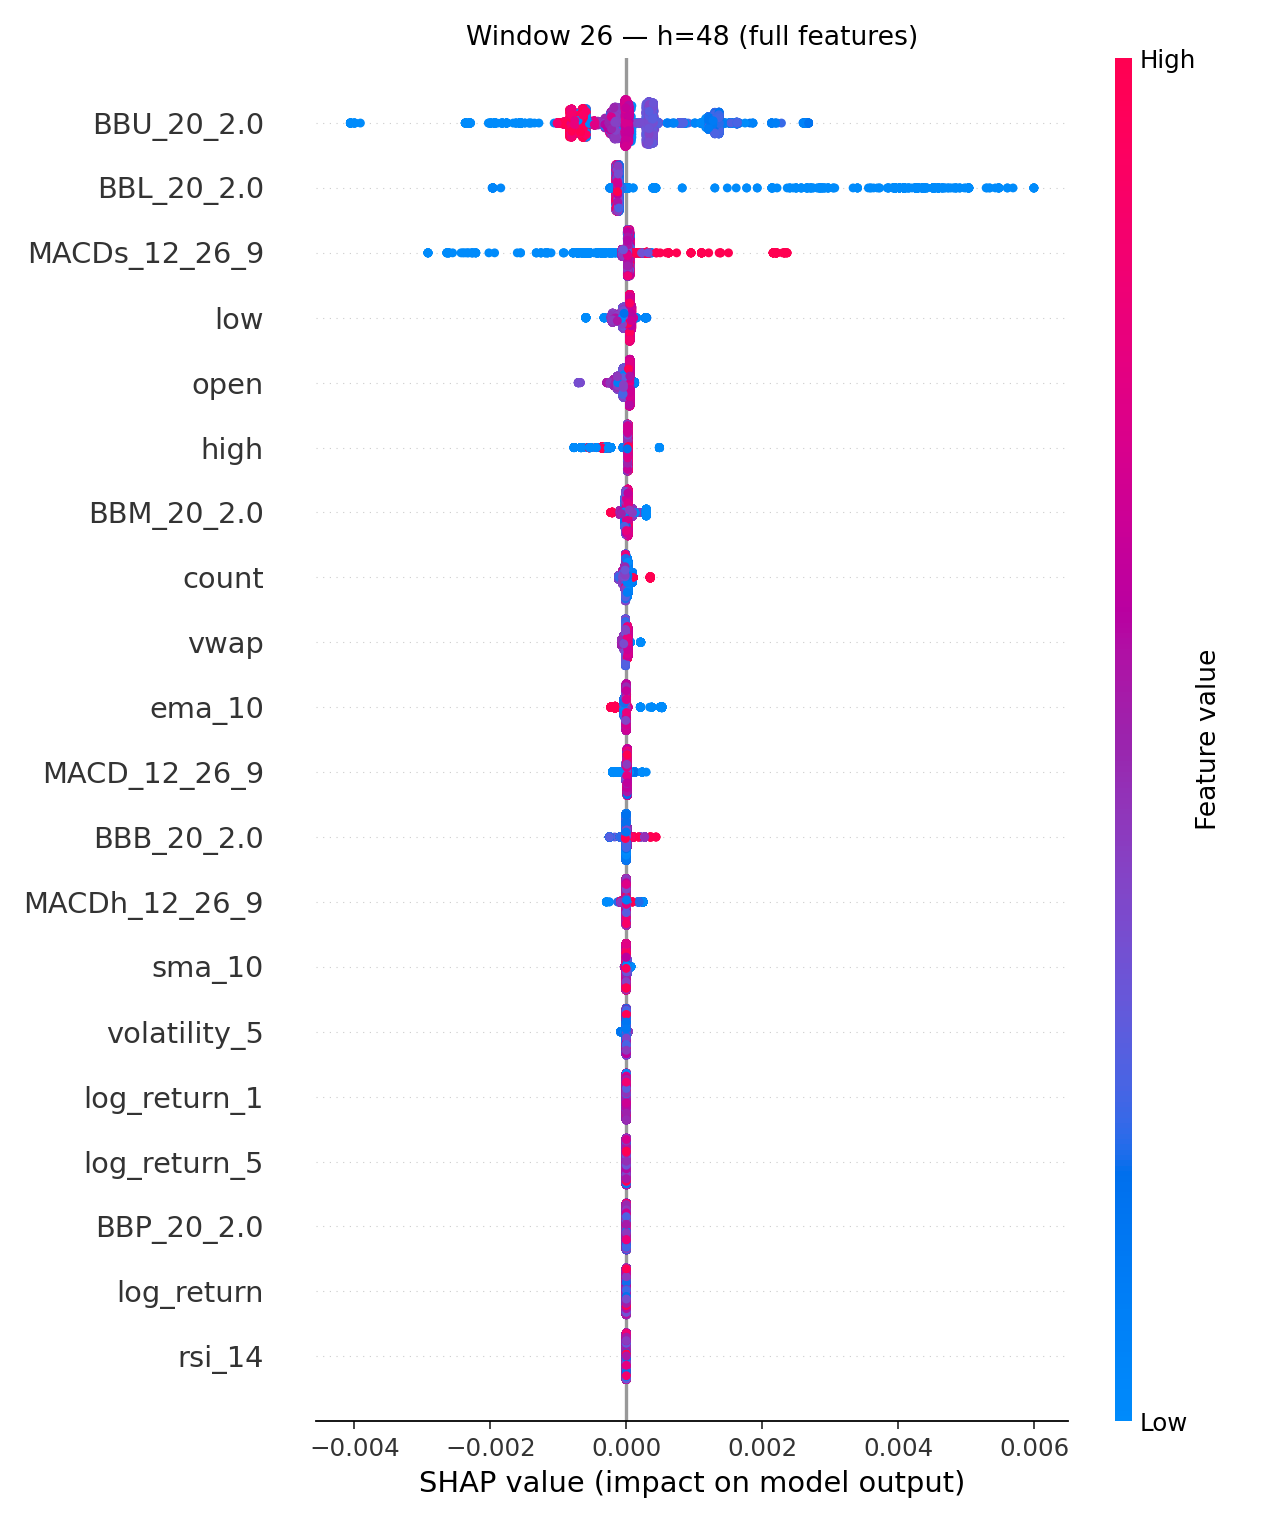 Window 26 — h=48 (full features)
High
BBU_20_2.0
BBL_20_2.0
MACDs_12_26_9
low
open
high
BBM_20_2.0
count
vwap
ema_10
MACD_12_26_9
BBB_20_2.0
MACDh_12_26_9
sma_10
volatility_5
log_return_1
log_return_5
BBP_20_2.0
log_return
rsi_14
Feature value
Low
−0.004 −0.002 0.000 0.002 0.004 0.006
SHAP value (impact on model output)